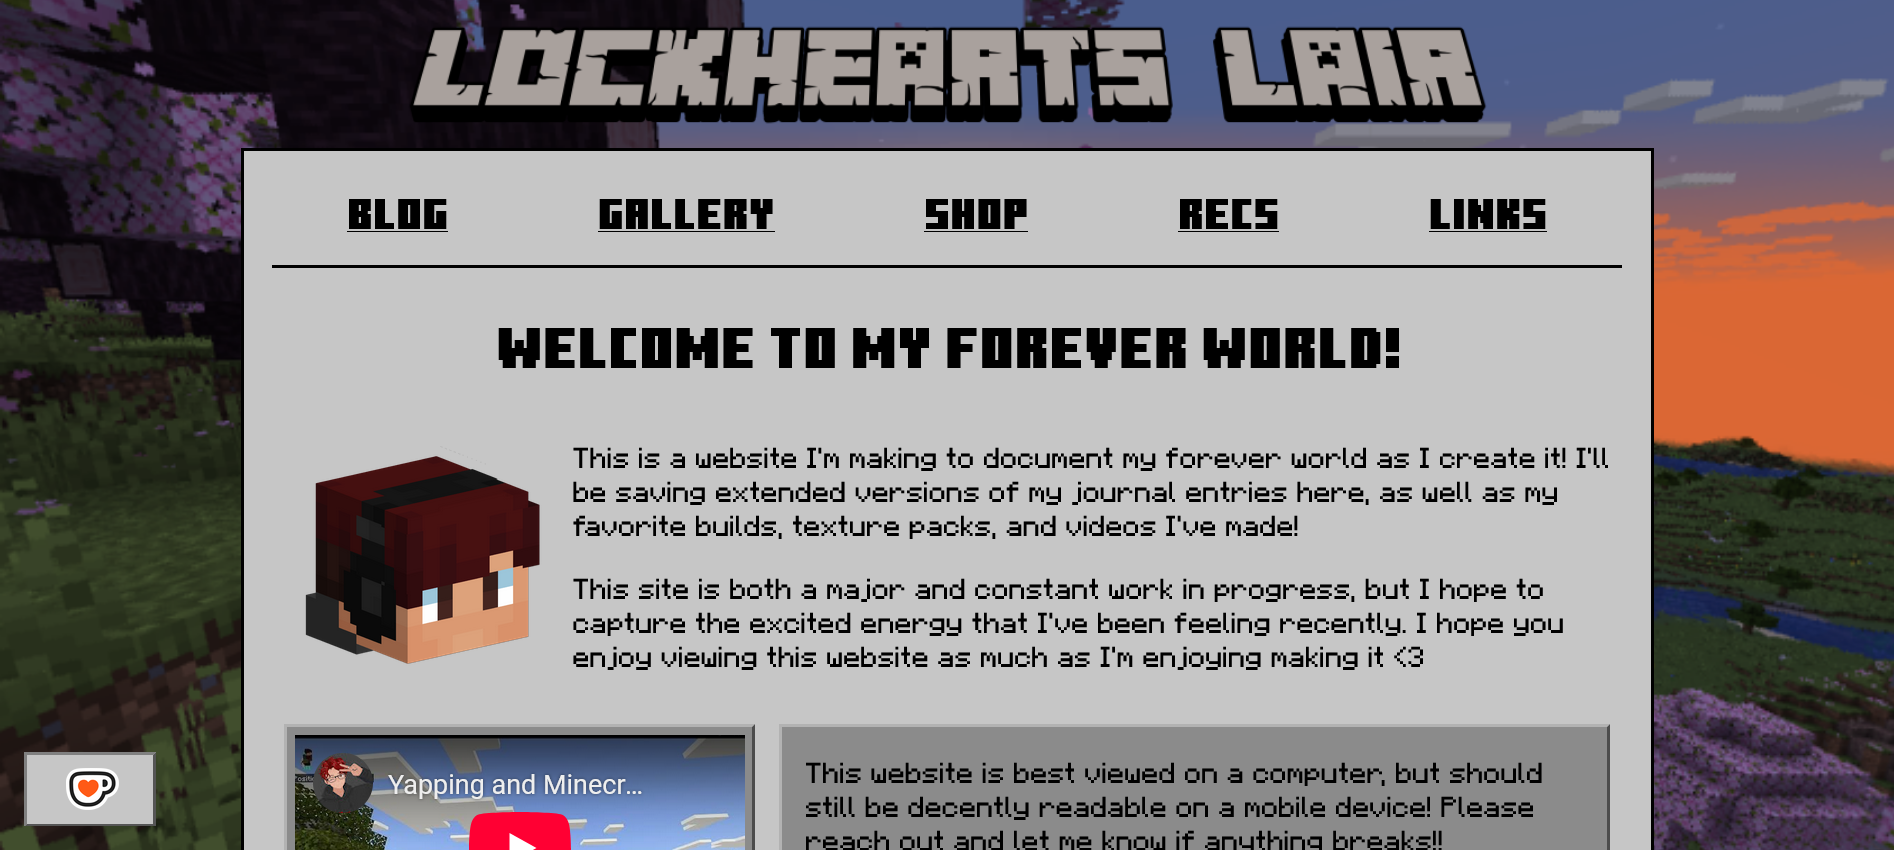 LOCKHEARTS LAIR
BLOG GALLERY SHOP RECS LINKS
WELCOME TO MY FOREVER WORLD!
This is a website I'm making to document my forever world as I create it! I'll
be saving extended versions of my journal entries here, as well as my
favorite builds, texture packs, and videos I've made!
This site is both a major and constant work in progress, but I hope to
capture the excited energy that I've been feeling recently. I hope you
enjoy viewing this website as much as I'm enjoying making it <3
Yapping and Minecr...
This website is best viewed on a computer, but should
still be decently readable on a mobile device! Please
reach out and let me know if anything breaks!!